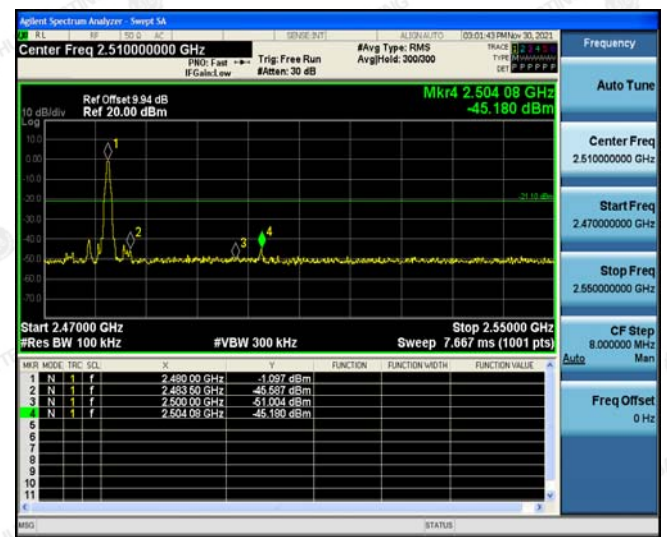 Agilent Spectrum Analyzer - Swept SA
RL RF 50 Ω AC SENSE:INT ALIGN AUTO 03:01:43 PM Nov 30, 2021
Center Freq 2.510000000 GHz
PNO: Fast Trig: Free Run
IFGain:Low #Atten: 30 dB
#Avg Type: RMS
Avg|Hold: 300/300
TRACE 1 2 3 4 5 6
TYPE M
DET P P P P P P
Mkr4 2.504 08 GHz
-45.180 dBm
Ref Offset 9.94 dB
10 dB/div Ref 20.00 dBm
Log
10.0
0.00
-10.0
-20.0
-30.0
-40.0
-50.0
-60.0
-70.0
1
2
3
4
-21.10 dBm
Start 2.47000 GHz Stop 2.55000 GHz
#Res BW 100 kHz #VBW 300 kHz Sweep 7.667 ms (1001 pts)
MKR MODE TRC SCL X Y FUNCTION FUNCTION WIDTH FUNCTION VALUE
1 N 1 f 2.480 00 GHz -1.097 dBm
2 N 1 f 2.483 50 GHz -45.587 dBm
3 N 1 f 2.500 00 GHz -51.004 dBm
4 N 1 f 2.504 08 GHz -45.180 dBm
5
6
7
8
9
10
11
MSG STATUS
Frequency
Auto Tune
Center Freq
2.510000000 GHz
Start Freq
2.470000000 GHz
Stop Freq
2.550000000 GHz
CF Step
8.000000 MHz
Auto Man
Freq Offset
0 Hz